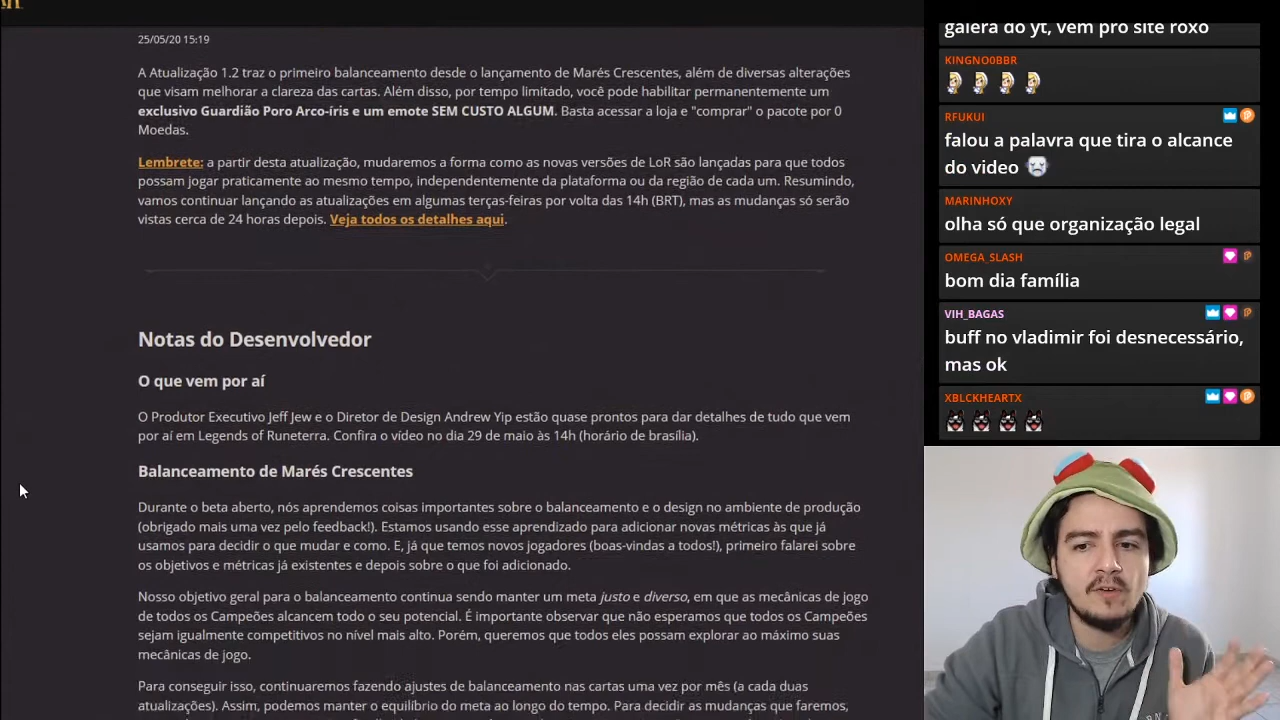 25/05/20 15:19
A Atualização 1.2 traz o primeiro balanceamento desde o lançamento de Marés Crescentes, além de diversas alterações
que visam melhorar a clareza das cartas. Além disso, por tempo limitado, você pode habilitar permanentemente um
exclusivo Guardião Poro Arco-íris e um emote SEM CUSTO ALGUM. Basta acessar a loja e "comprar" o pacote por 0
Moedas.
Lembrete: a partir desta atualização, mudaremos a forma como as novas versões de LoR são lançadas para que todos
possam jogar praticamente ao mesmo tempo, independentemente da plataforma ou da região de cada um. Resumindo,
vamos continuar lançando as atualizações em algumas terças-feiras por volta das 14h (BRT), mas as mudanças só serão
vistas cerca de 24 horas depois. Veja todos os detalhes aqui.
Notas do Desenvolvedor
O que vem por aí
O Produtor Executivo Jeff Jew e o Diretor de Design Andrew Yip estão quase prontos para dar detalhes de tudo que vem
por aí em Legends of Runeterra. Confira o vídeo no dia 29 de maio às 14h (horário de brasília).
Balanceamento de Marés Crescentes
Durante o beta aberto, nós aprendemos coisas importantes sobre o balanceamento e o design no ambiente de produção
(obrigado mais uma vez pelo feedback!). Estamos usando esse aprendizado para adicionar novas métricas às que já
usamos para decidir o que mudar e como. E, já que temos novos jogadores (boas-vindas a todos!), primeiro falarei sobre
os objetivos e métricas já existentes e depois sobre o que foi adicionado.
Nosso objetivo geral para o balanceamento continua sendo manter um meta justo e diverso, em que as mecânicas de jogo
de todos os Campeões alcancem todo o seu potencial. É importante observar que não esperamos que todos os Campeões
sejam igualmente competitivos no nível mais alto. Porém, queremos que todos eles possam explorar ao máximo suas
mecânicas de jogo.
Para conseguir isso, continuaremos fazendo ajustes de balanceamento nas cartas uma vez por mês (a cada duas
atualizações). Assim, podemos manter o equilíbrio do meta ao longo do tempo. Para decidir as mudanças que faremos,
galera do yt, vem pro site roxo
KINGNO0BBR
RFUKUI
falou a palavra que tira o alcance
do video
MARINHOXY
olha só que organização legal
OMEGA_SLASH
bom dia família
VIH_BAGAS
buff no vladimir foi desnecessário,
mas ok
XBLCKHEARTX